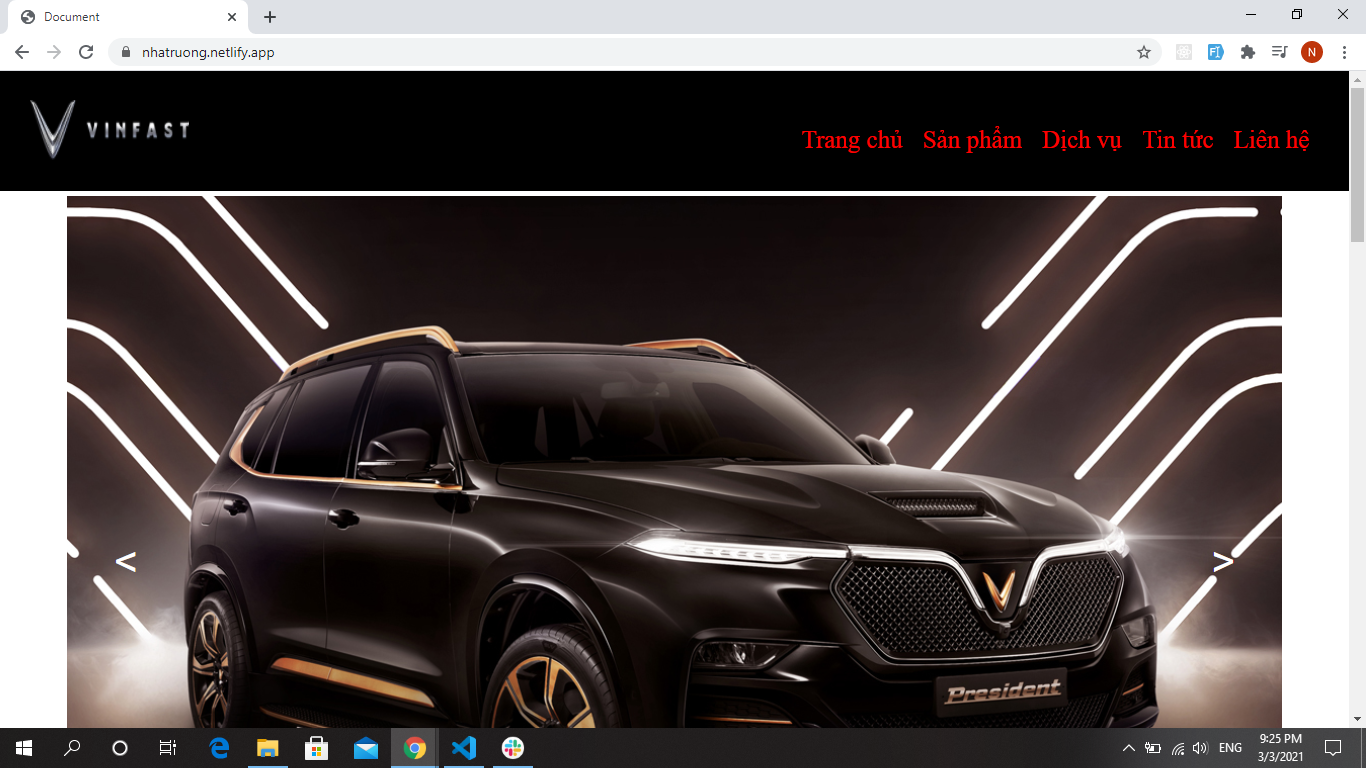 Document
nhatruong.netlify.app
N
VINFAST
Trang chủ Sản phẩm Dịch vụ Tin tức Liên hệ
< >
President
ENG
9:25 PM
3/3/2021